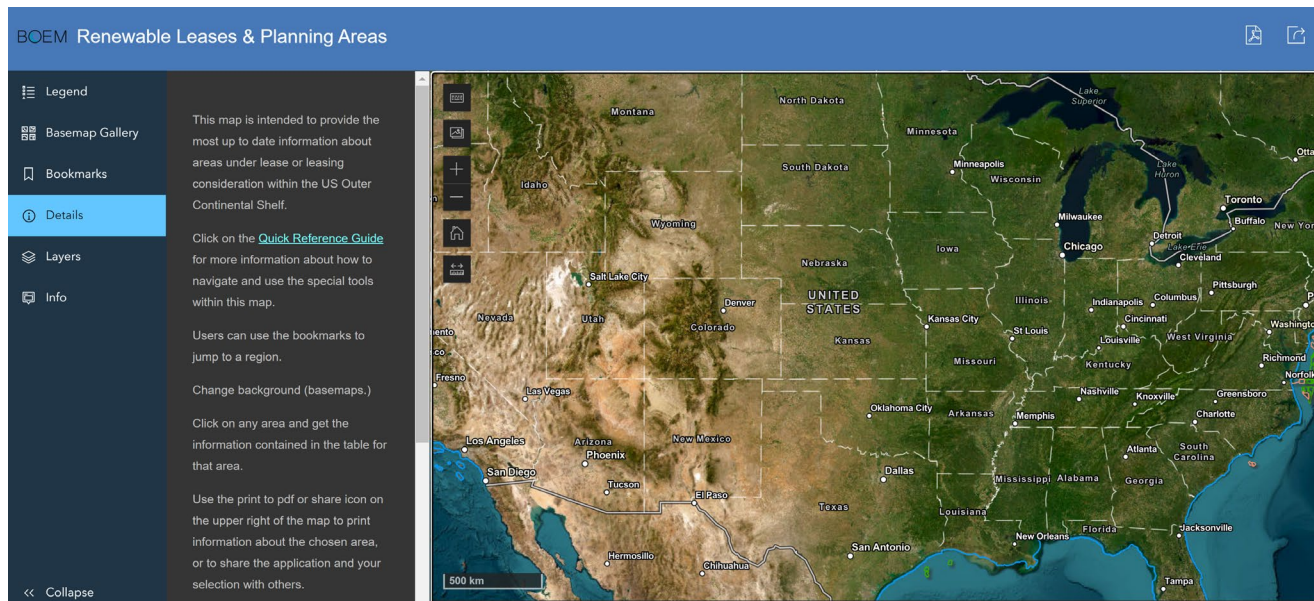 BOEM Renewable Leases & Planning Areas
Legend
Basemap Gallery
Bookmarks
Details
Layers
Info
Collapse
This map is intended to provide the
most up to date information about
areas under lease or leasing
consideration within the US Outer
Continental Shelf.
Click on the Quick Reference Guide
for more information about how to
navigate and use the special tools
within this map.
Users can use the bookmarks to
jump to a region.
Change background (basemaps.)
Click on any area and get the
information contained in the table for
that area.
Use the print to pdf or share icon on
the upper right of the map to print
information about the chosen area,
or to share the application and your
selection with others.
Lake
Superior
North Dakota
Montana
Minnesota
Otta
Minneapolis
South Dakota
Lake
Huron
Wisconsin
Idaho
Toronto
Milwaukee
Buffalo
New Yor
Wyoming
Detroit
Chicago
Lake Erie
Iowa
Cleveland
Nebraska
Salt Lake City
Pittsburgh
UNITED
STATES
Illinois
Indianapolis
Columbus
P
Denver
Nevada
Utah
Colorado
Kansas City
Cincinnati
Washingto
ento
St Louis
Louisville
West Virginia
Kansas
co
Missouri
Kentucky
Richmond
Fresno
Norfolk
Las Vegas
Nashville
Knoxville
Greensboro
Oklahoma City
Arkansas
Memphis
Charlotte
Los Angeles
Arizona
New Mexico
Phoenix
Atlanta
South
Carolina
San Diego
Dallas
Mississippi
Alabama
Georgia
Tucson
El Paso
Texas
Louisiana
Florida
Jacksonville
New Orleans
San Antonio
Hermosillo
Chihuahua
Tampa
500 km